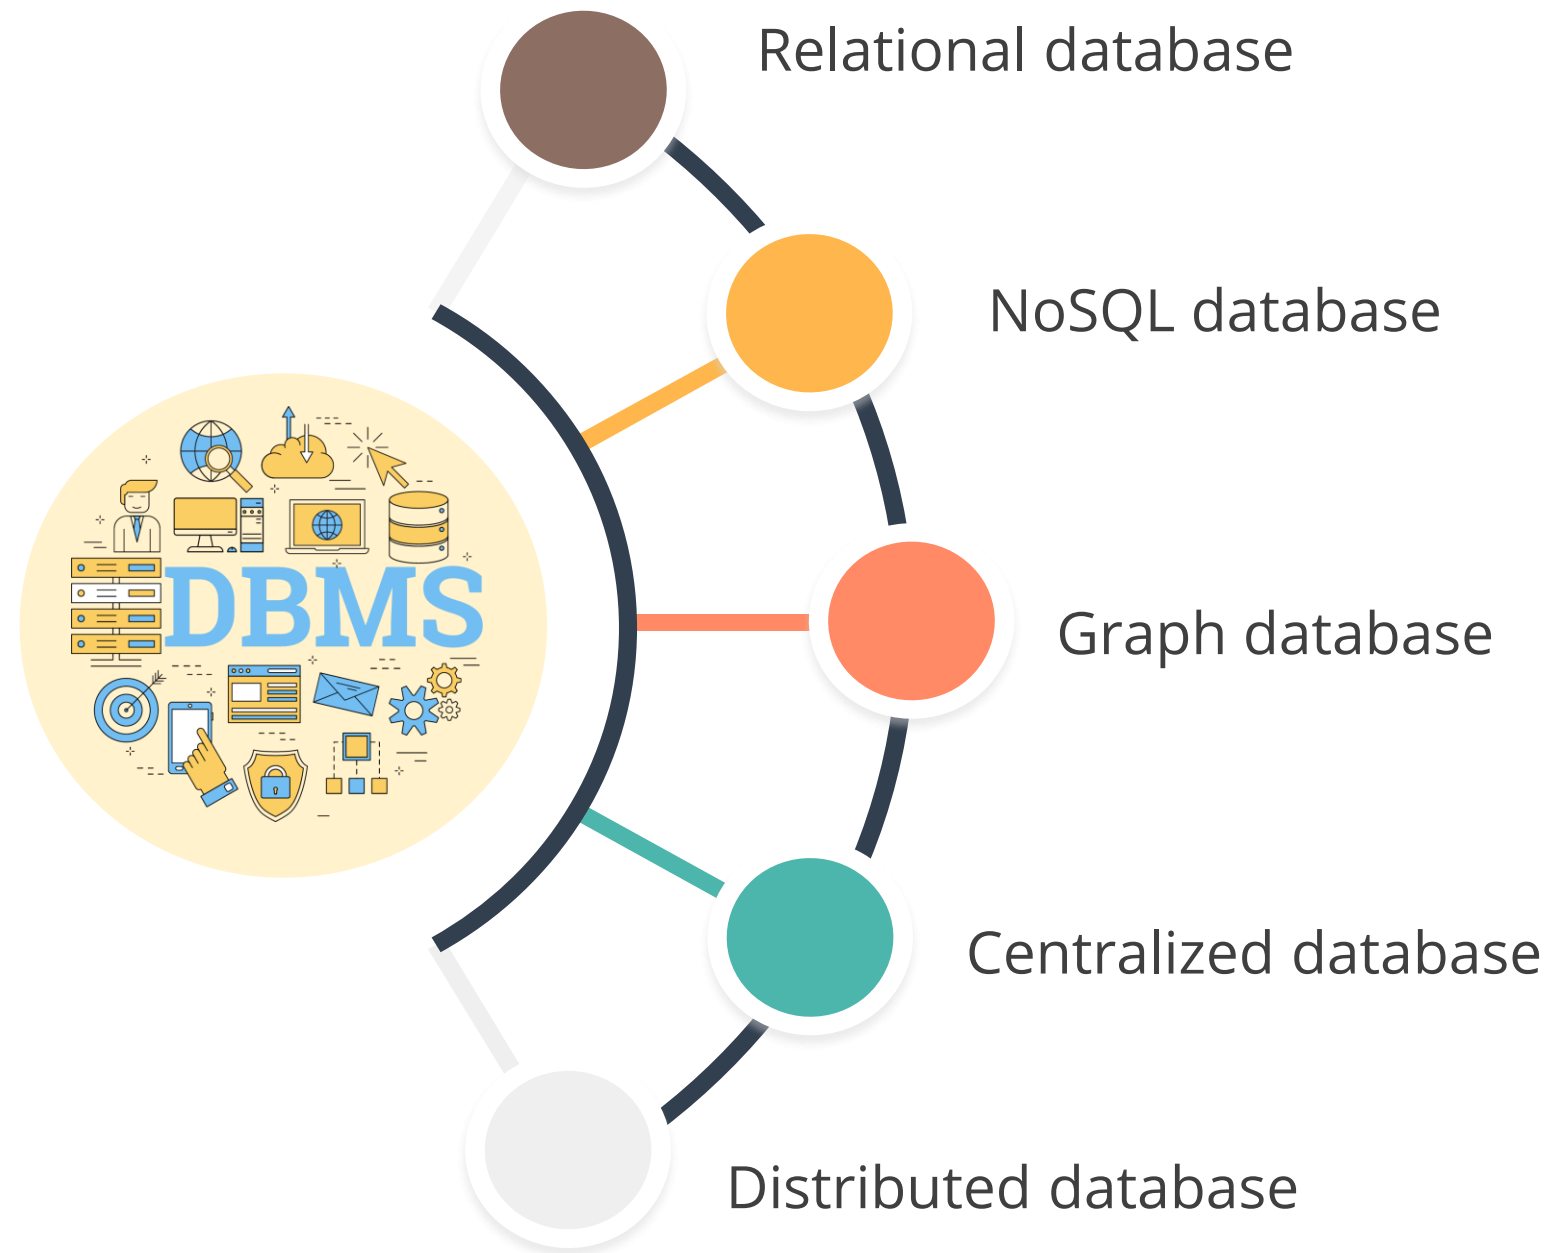 Relational database
NoSQL database
DBMS
Graph database
Centralized database
Distributed database